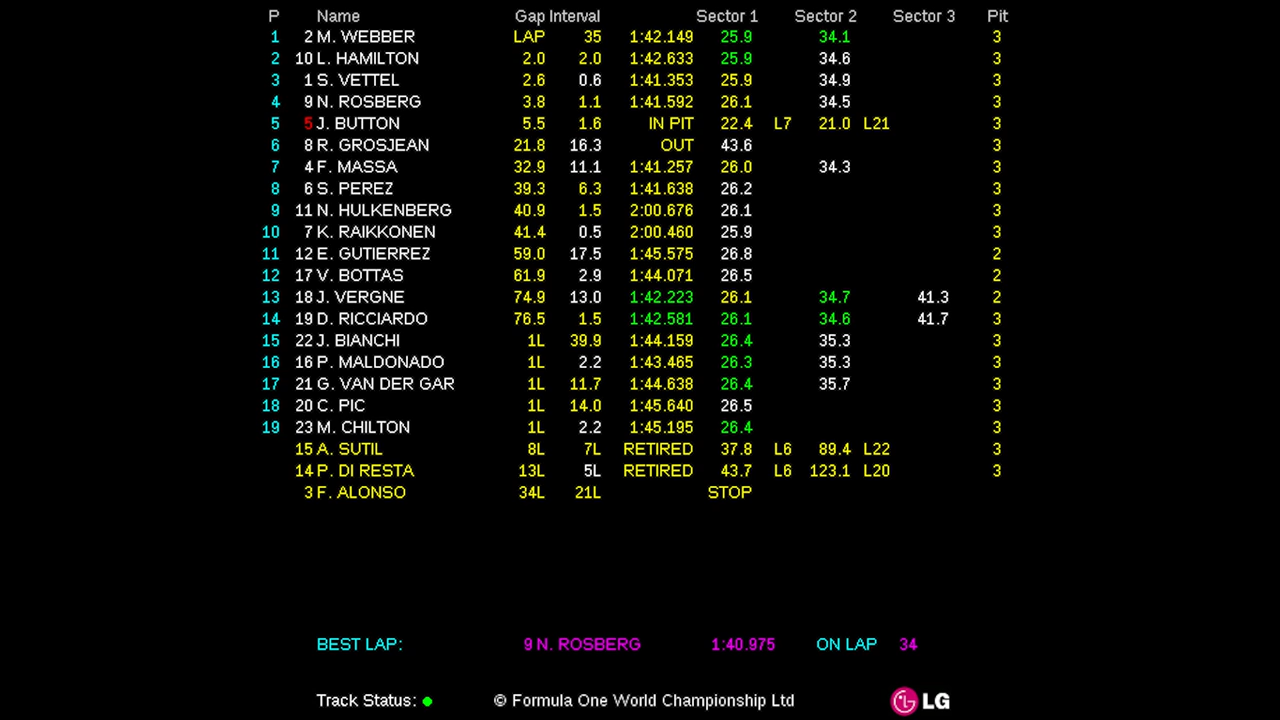 P Name Gap Interval Sector 1 Sector 2 Sector 3 Pit
1 2 M. WEBBER LAP 35 1:42.149 25.9 34.1 3
2 10 L. HAMILTON 2.0 2.0 1:42.633 25.9 34.6 3
3 1 S. VETTEL 2.6 0.6 1:41.353 25.9 34.9 3
4 9 N. ROSBERG 3.8 1.1 1:41.592 26.1 34.5 3
5 5 J. BUTTON 5.5 1.6 IN PIT 22.4 L7 21.0 L21 3
6 8 R. GROSJEAN 21.8 16.3 OUT 43.6 3
7 4 F. MASSA 32.9 11.1 1:41.257 26.0 34.3 3
8 6 S. PEREZ 39.3 6.3 1:41.638 26.2 3
9 11 N. HULKENBERG 40.9 1.5 2:00.676 26.1 3
10 7 K. RAIKKONEN 41.4 0.5 2:00.460 25.9 3
11 12 E. GUTIERREZ 59.0 17.5 1:45.575 26.8 2
12 17 V. BOTTAS 61.9 2.9 1:44.071 26.5 2
13 18 J. VERGNE 74.9 13.0 1:42.223 26.1 34.7 41.3 2
14 19 D. RICCIARDO 76.5 1.5 1:42.581 26.1 34.6 41.7 3
15 22 J. BIANCHI 1L 39.9 1:44.159 26.4 35.3 3
16 16 P. MALDONADO 1L 2.2 1:43.465 26.3 35.3 3
17 21 G. VAN DER GAR 1L 11.7 1:44.638 26.4 35.7 3
18 20 C. PIC 1L 14.0 1:45.640 26.5 3
19 23 M. CHILTON 1L 2.2 1:45.195 26.4 3
15 A. SUTIL 8L 7L RETIRED 37.8 L6 89.4 L22 3
14 P. DI RESTA 13L 5L RETIRED 43.7 L6 123.1 L20 3
3 F. ALONSO 34L 21L STOP
BEST LAP: 9 N. ROSBERG 1:40.975 ON LAP 34
Track Status: © Formula One World Championship Ltd LG